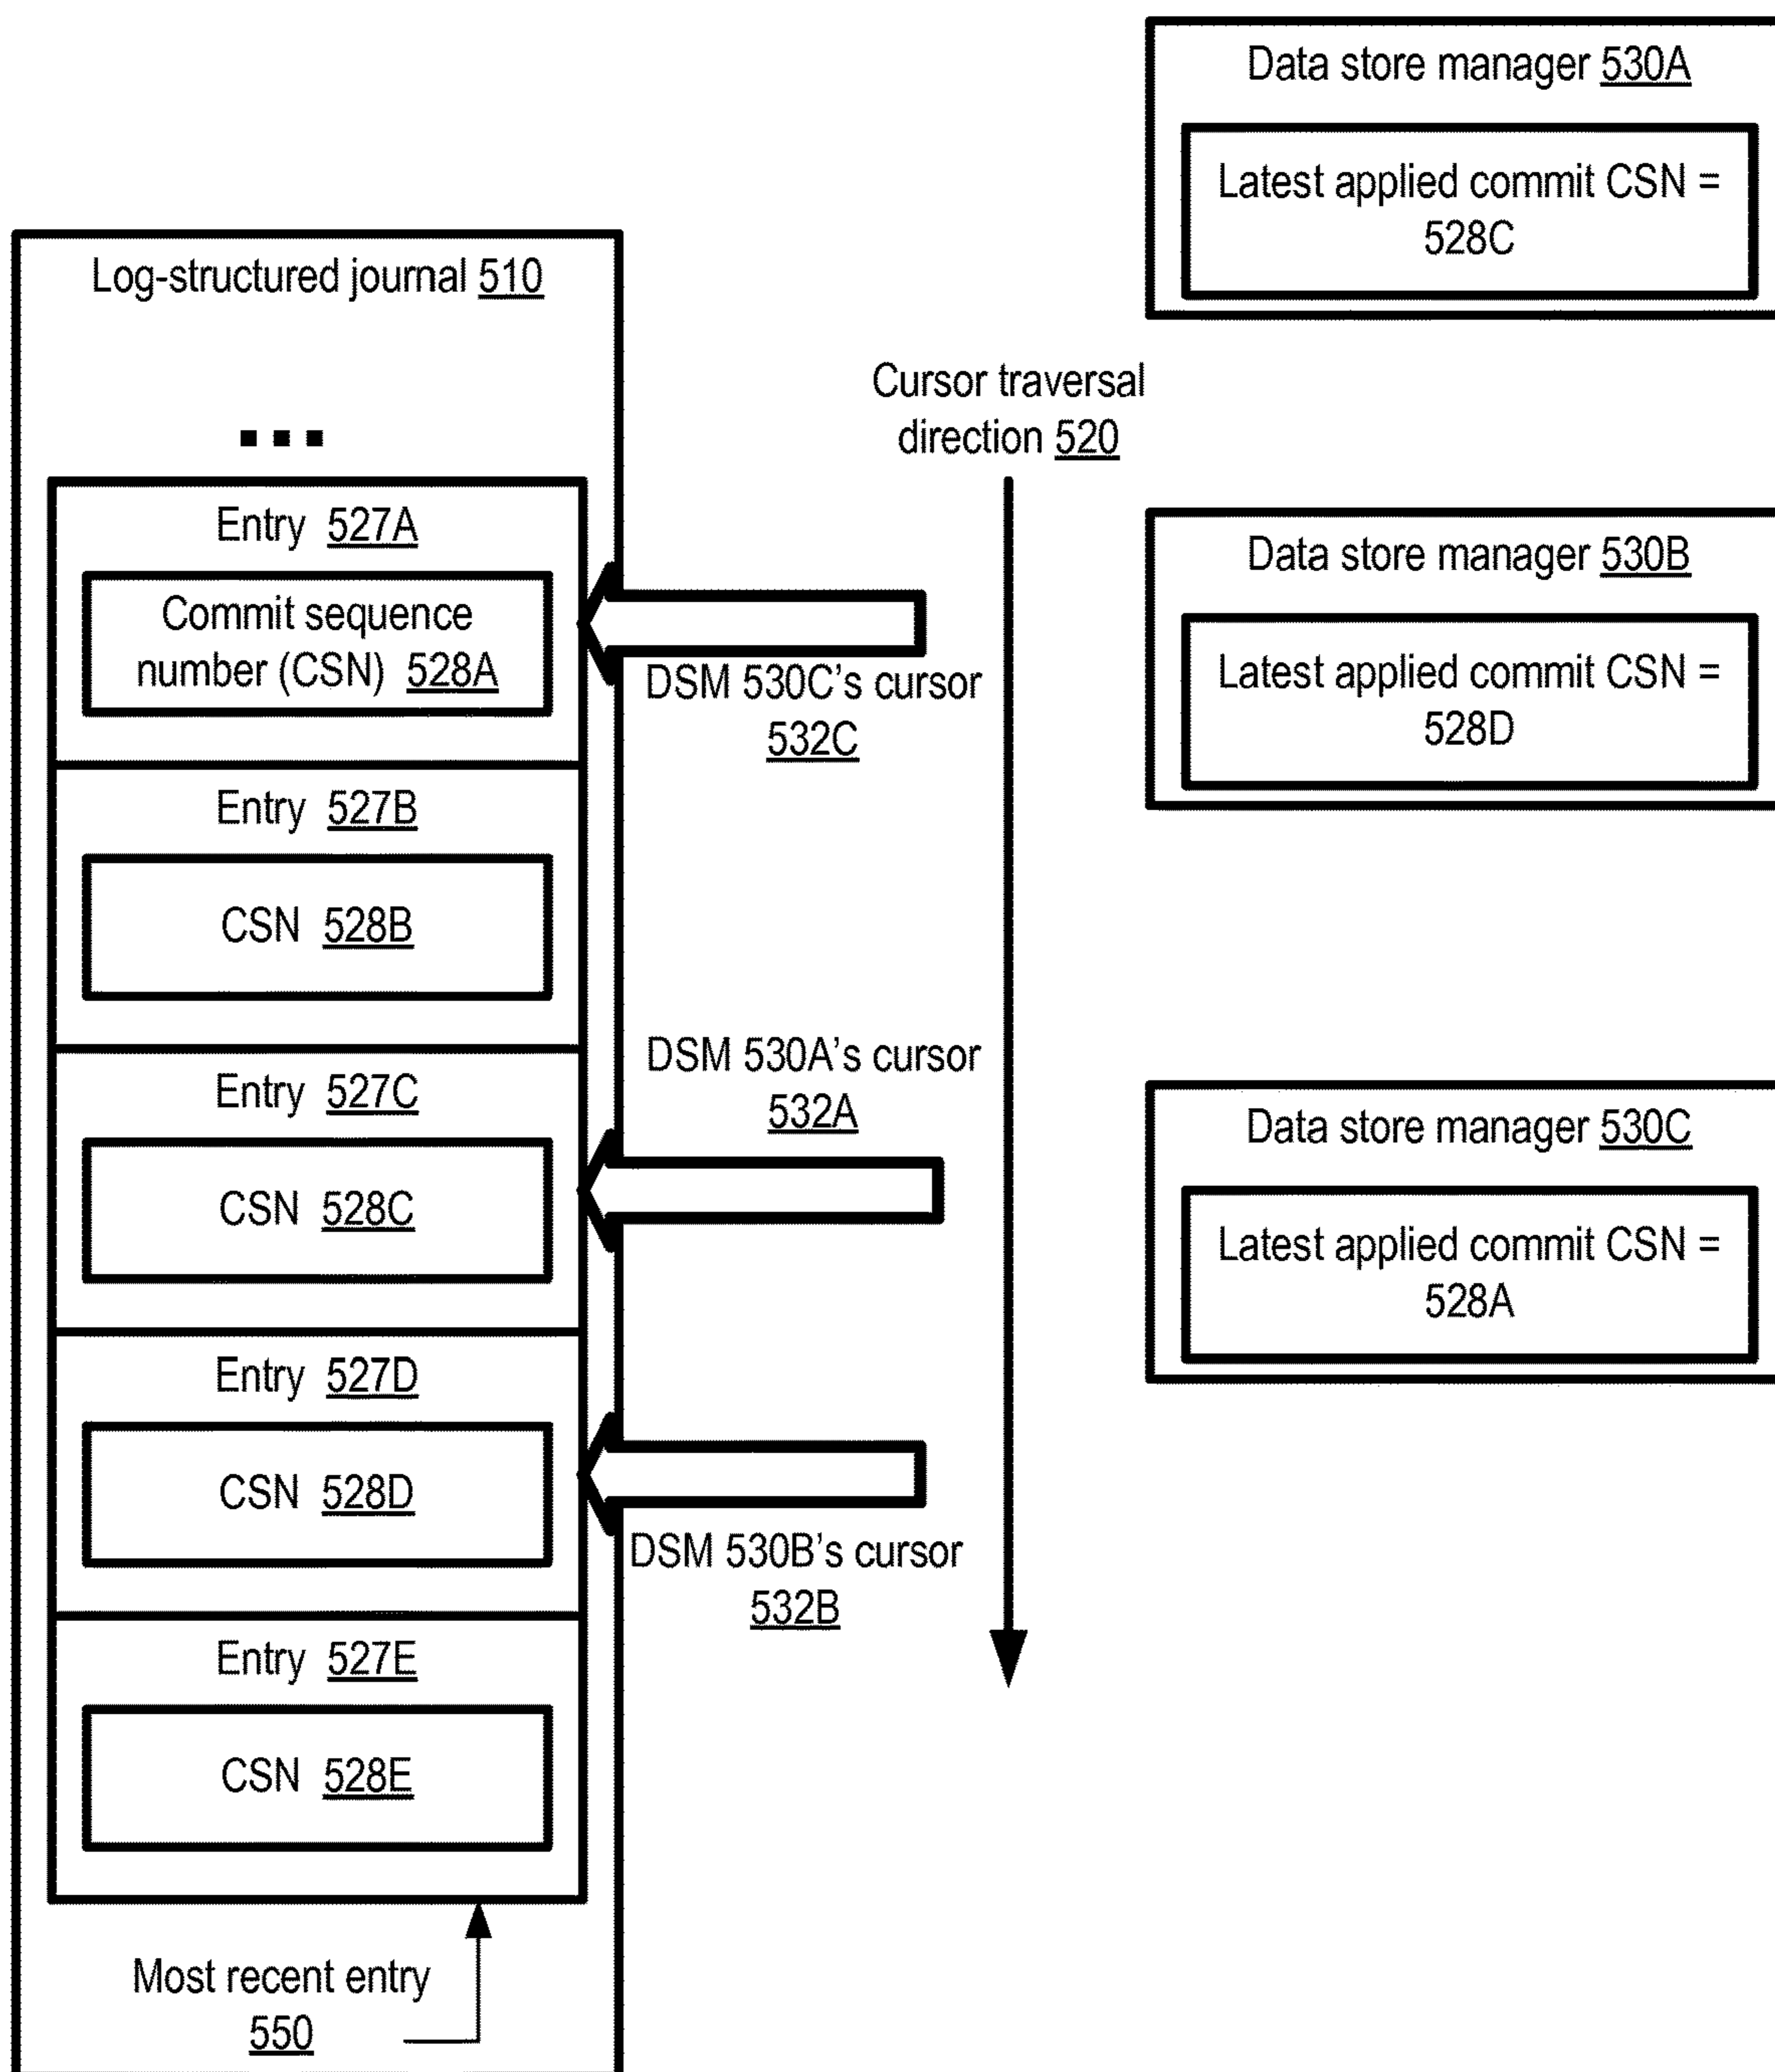 Log-structured journal 510
...
Entry 527A
Commit sequence
number (CSN) 528A
Entry 527B
CSN 528B
Entry 527C
CSN 528C
Entry 527D
CSN 528D
Entry 527E
CSN 528E
Most recent entry
550
DSM 530C's cursor
532C
DSM 530A's cursor
532A
DSM 530B's cursor
532B
Cursor traversal
direction 520
Data store manager 530A
Latest applied commit CSN =
528C
Data store manager 530B
Latest applied commit CSN =
528D
Data store manager 530C
Latest applied commit CSN =
528A